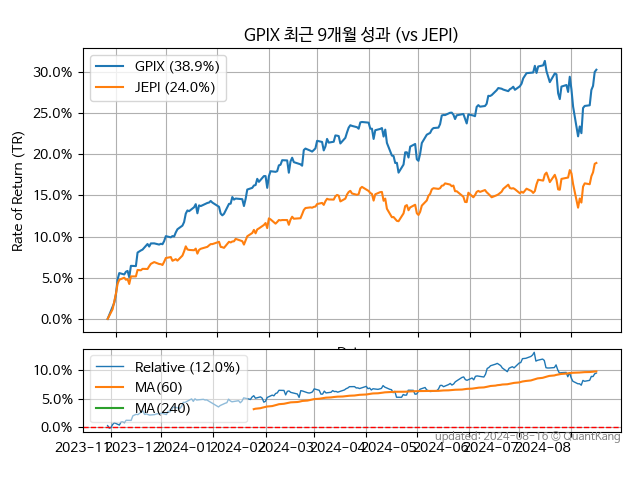 GPIX 최근 9개월 성과 (vs JEPI)
GPIX (38.9%)
JEPI (24.0%)
Rate of Return (TR)
30.0%
25.0%
20.0%
15.0%
10.0%
5.0%
0.0%
Relative (12.0%)
MA(60)
MA(240)
10.0%
5.0%
0.0%
2023-11 2023-12 2024-01 2024-02 2024-03 2024-04 2024-05 2024-06 2024-07 2024-08
updated: 2024-08-16 © QuantKang